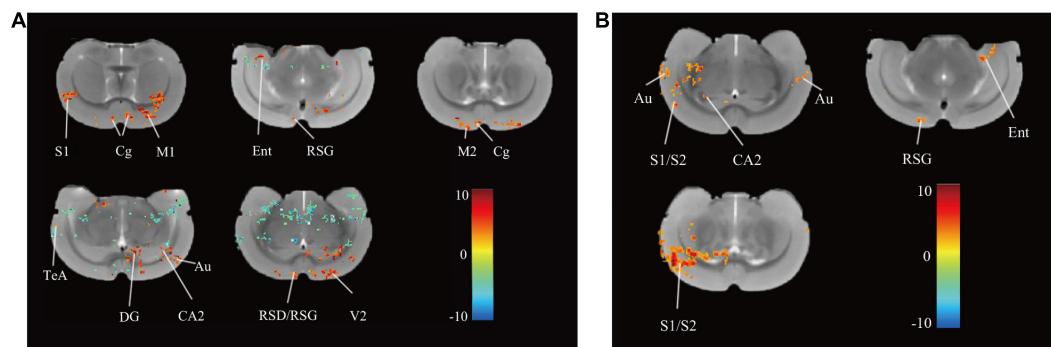 A
S1 Cg M1
Ent RSG
M2 Cg
TeA
DG CA2 Au
RSD/RSG V2
10
0
-10
B
Au
S1/S2 CA2
Au
RSG
Ent
S1/S2
10
0
-10